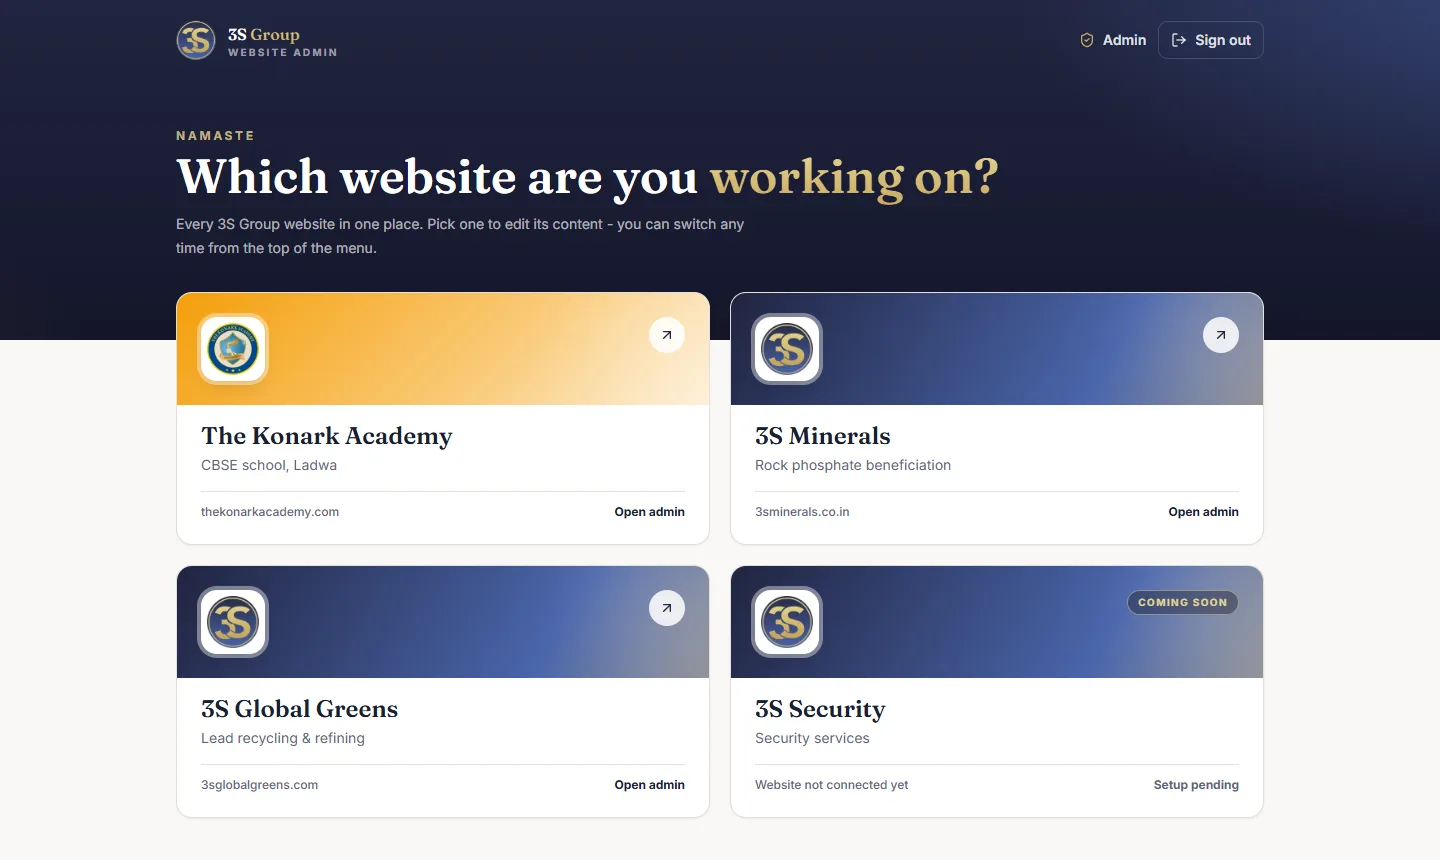 3S
3S Group
WEBSITE ADMIN
Admin
Sign out
NAMASTE
Which website are you working on?
Every 3S Group website in one place. Pick one to edit its content - you can switch any
time from the top of the menu.
The Konark Academy
CBSE school, Ladwa
thekonarkacademy.com
Open admin
3S
3S Minerals
Rock phosphate beneficiation
3sminerals.co.in
Open admin
3S
3S Global Greens
Lead recycling & refining
3sglobalgreens.com
Open admin
3S
COMING SOON
3S Security
Security services
Website not connected yet
Setup pending